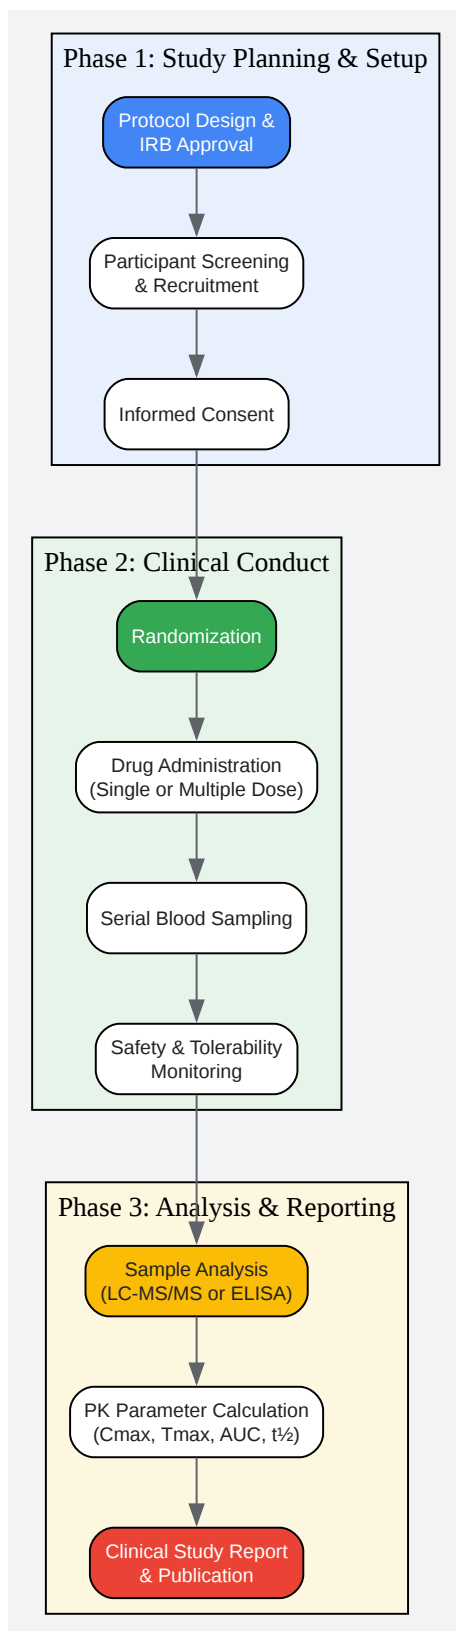 Phase 1: Study Planning & Setup
Protocol Design &
IRB Approval
Participant Screening
& Recruitment
Informed Consent
Phase 2: Clinical Conduct
Randomization
Drug Administration
(Single or Multiple Dose)
Serial Blood Sampling
Safety & Tolerability
Monitoring
Phase 3: Analysis & Reporting
Sample Analysis
(LC-MS/MS or ELISA)
PK Parameter Calculation
(Cmax, Tmax, AUC, t½)
Clinical Study Report
& Publication